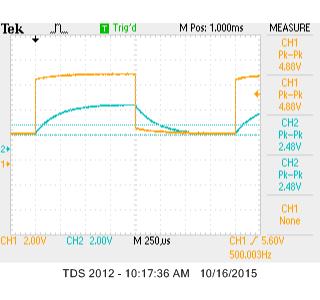 Tek Trig'd M Pos: 1.000ms MEASURE
CH1
Pk-Pk
4.88V
CH1
Pk-Pk
4.88V
CH2
Pk-Pk
2.48V
CH2
Pk-Pk
2.48V
CH1
None
2
1
CH1 2.00V CH2 2.00V M 250µs CH1 / 5.60V
500.003Hz
TDS 2012 - 10:17:36 AM 10/16/2015